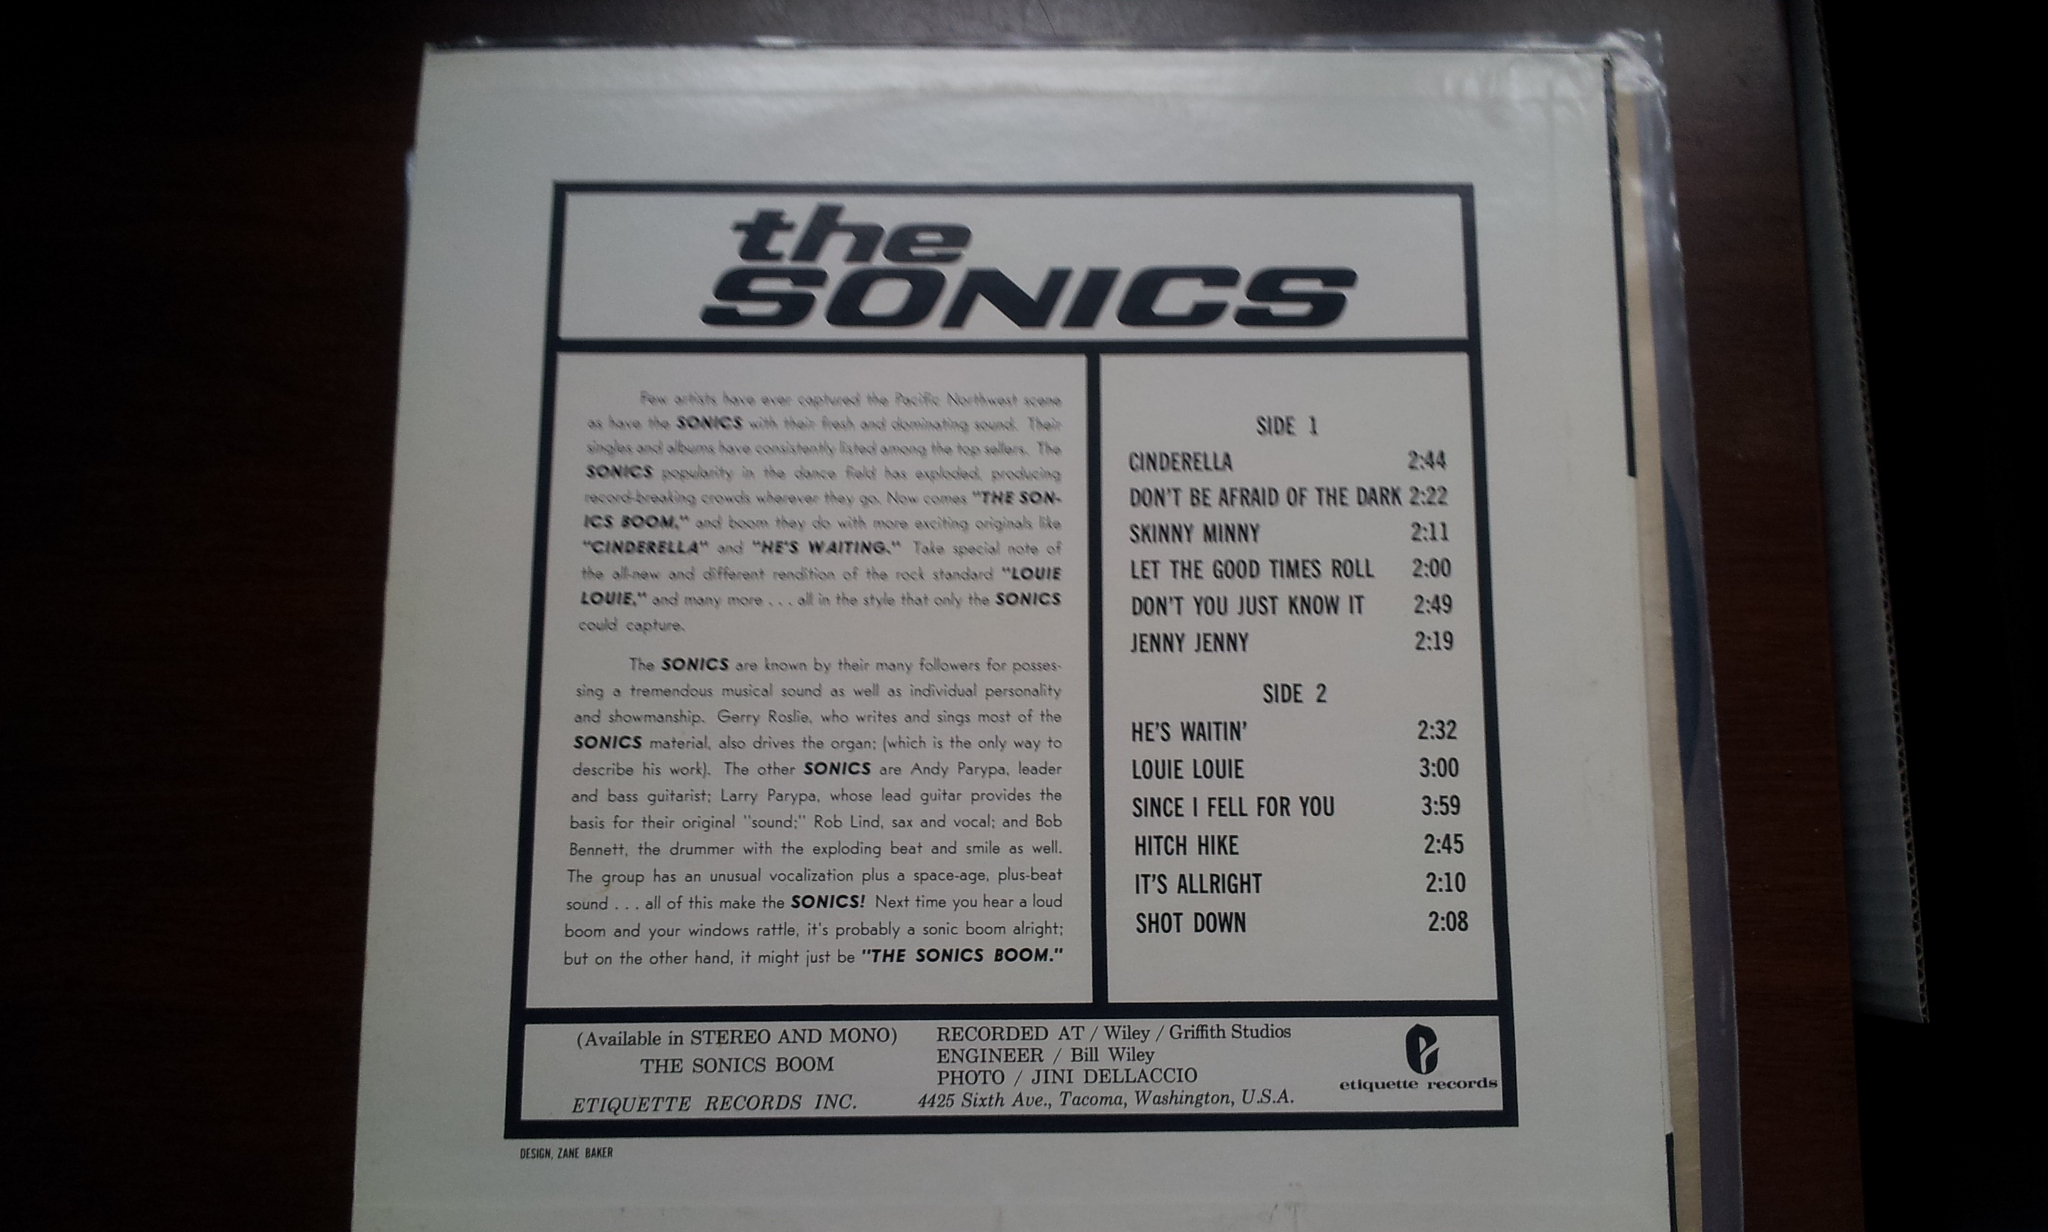 the
SONICS
Few artists have ever captured the Pacific Northwest scene
as have the SONICS with their fresh and dominating sound. Their
singles and albums have consistently listed among the top sellers. The
SONICS popularity in the dance field has exploded, producing
record-breaking crowds wherever they go. Now comes "THE SON-
ICS BOOM," and boom they do with more exciting originals like
"CINDERELLA" and "HE'S WAITING." Take special note of
the all-new and different rendition of the rock standard "LOUIE
LOUIE," and many more . . . all in the style that only the SONICS
could capture.
The SONICS are known by their many followers for posses-
sing a tremendous musical sound as well as individual personality
and showmanship. Gerry Roslie, who writes and sings most of the
SONICS material, also drives the organ; (which is the only way to
describe his work). The other SONICS are Andy Parypa, leader
and bass guitarist; Larry Parypa, whose lead guitar provides the
basis for their original "sound;" Rob Lind, sax and vocal; and Bob
Bennett, the drummer with the exploding beat and smile as well.
The group has an unusual vocalization plus a space-age, plus-beat
sound . . . all of this make the SONICS! Next time you hear a loud
boom and your windows rattle, it's probably a sonic boom alright;
but on the other hand, it might just be "THE SONICS BOOM."
SIDE 1
CINDERELLA 2:44
DON'T BE AFRAID OF THE DARK 2:22
SKINNY MINNY 2:11
LET THE GOOD TIMES ROLL 2:00
DON'T YOU JUST KNOW IT 2:49
JENNY JENNY 2:19
SIDE 2
HE'S WAITIN' 2:32
LOUIE LOUIE 3:00
SINCE I FELL FOR YOU 3:59
HITCH HIKE 2:45
IT'S ALLRIGHT 2:10
SHOT DOWN 2:08
(Available in STEREO AND MONO)
THE SONICS BOOM
ETIQUETTE RECORDS INC.
RECORDED AT / Wiley / Griffith Studios
ENGINEER / Bill Wiley
PHOTO / JINI DELLACCIO
4425 Sixth Ave., Tacoma, Washington, U.S.A.
etiquette records
DESIGN, ZANE BAKER